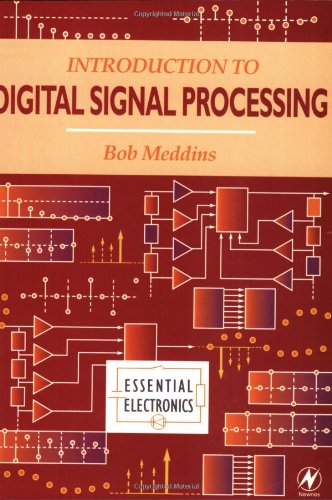 INTRODUCTION TO
DIGITAL SIGNAL PROCESSING
Bob Meddins
ESSENTIAL
ELECTRONICS
Newnes